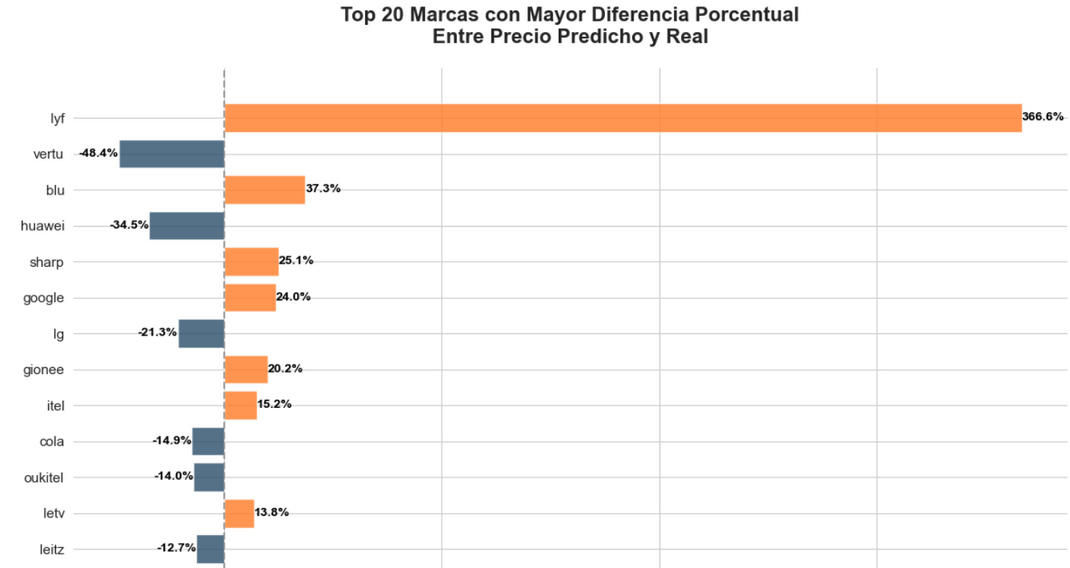 Top 20 Marcas con Mayor Diferencia Porcentual
Entre Precio Predicho y Real
lyf 366.6%
vertu -48.4%
blu 37.3%
huawei -34.5%
sharp 25.1%
google 24.0%
lg -21.3%
gionee 20.2%
itel 15.2%
cola -14.9%
oukitel -14.0%
letv 13.8%
leitz -12.7%